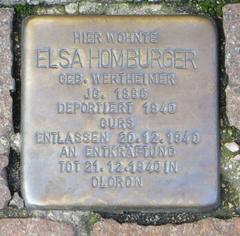 HIER WOHNTE
ELSA HOMBURGER
GEB. WERTHEIMER
JG. 1886
DEPORTIERT 1940
GURS
ENTLASSEN 20.12.1940
AN ENTKRÄFTUNG
TOT 21.12.1940 IN
OLORON